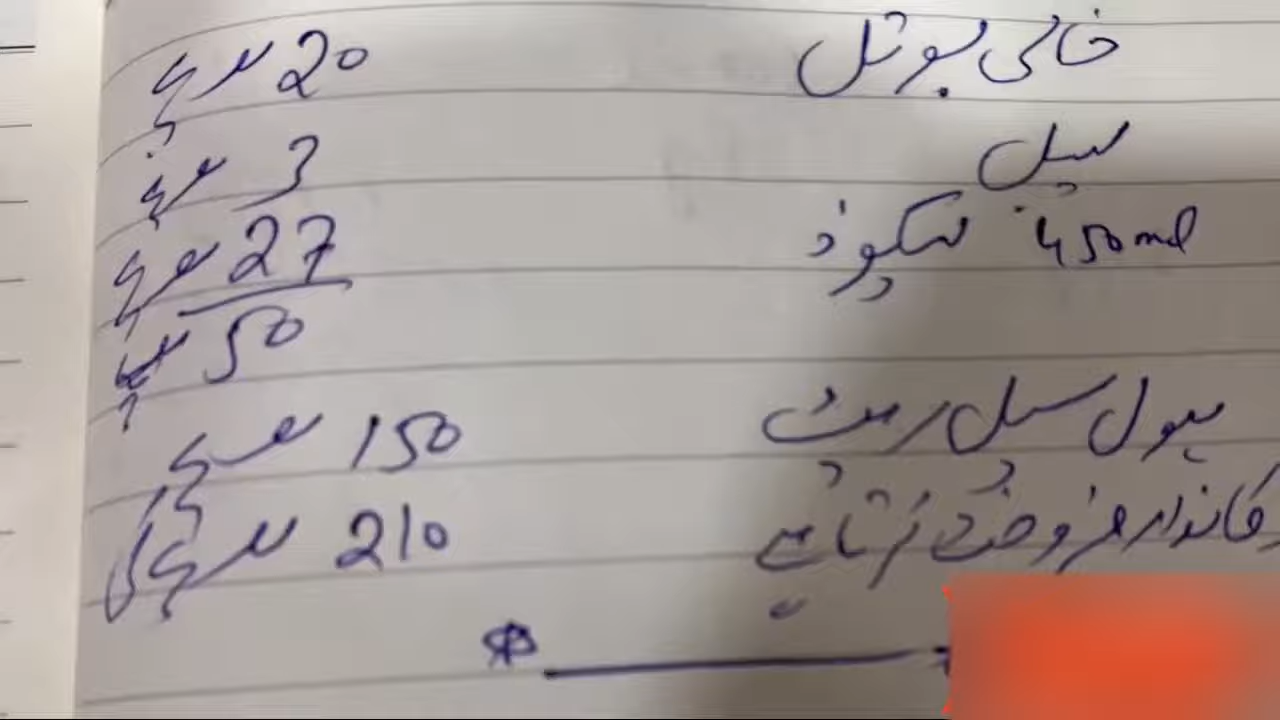 خالی بوتل 20 روپے
سیل 3 روپے
450ml لیکوڈ 27 روپے
50 روپے
ہول سیل ریٹ 150 روپے
دکاندار فروخت کرتا ہے 210 روپے کی